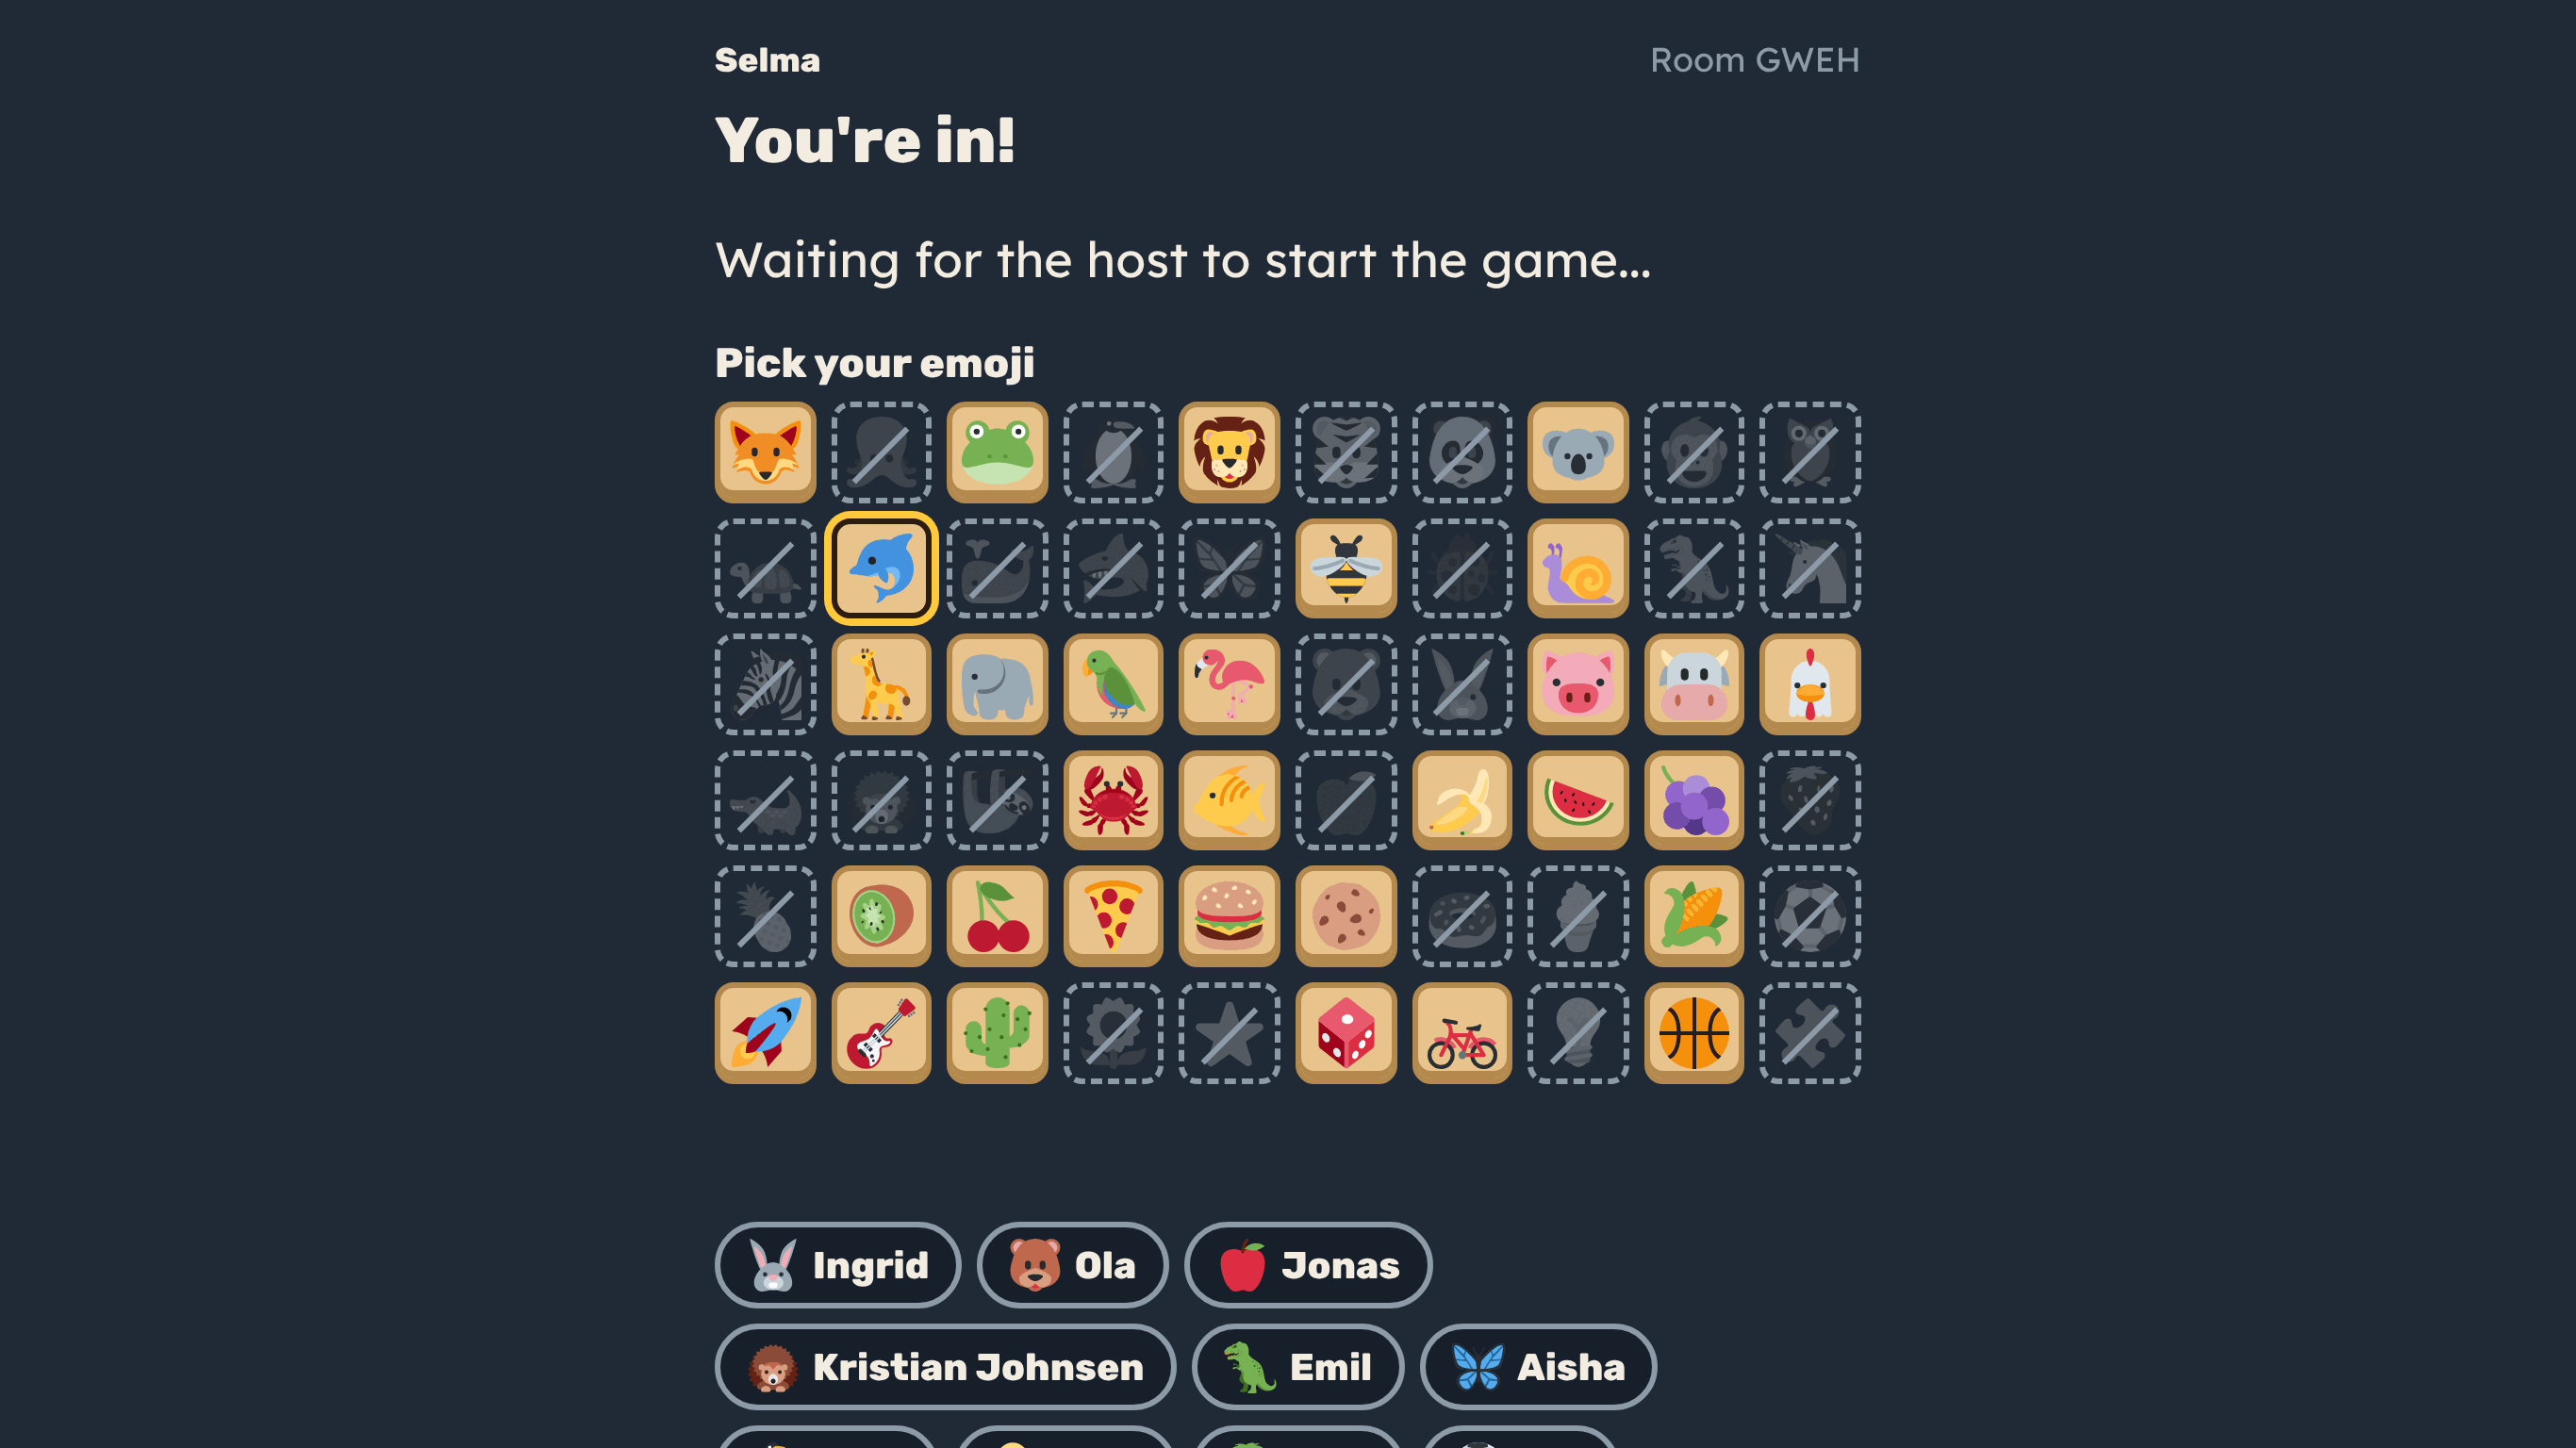 Selma
Room GWEH
You're in!
Waiting for the host to start the game...
Pick your emoji
Ingrid
Ola
Jonas
Kristian Johnsen
Emil
Aisha